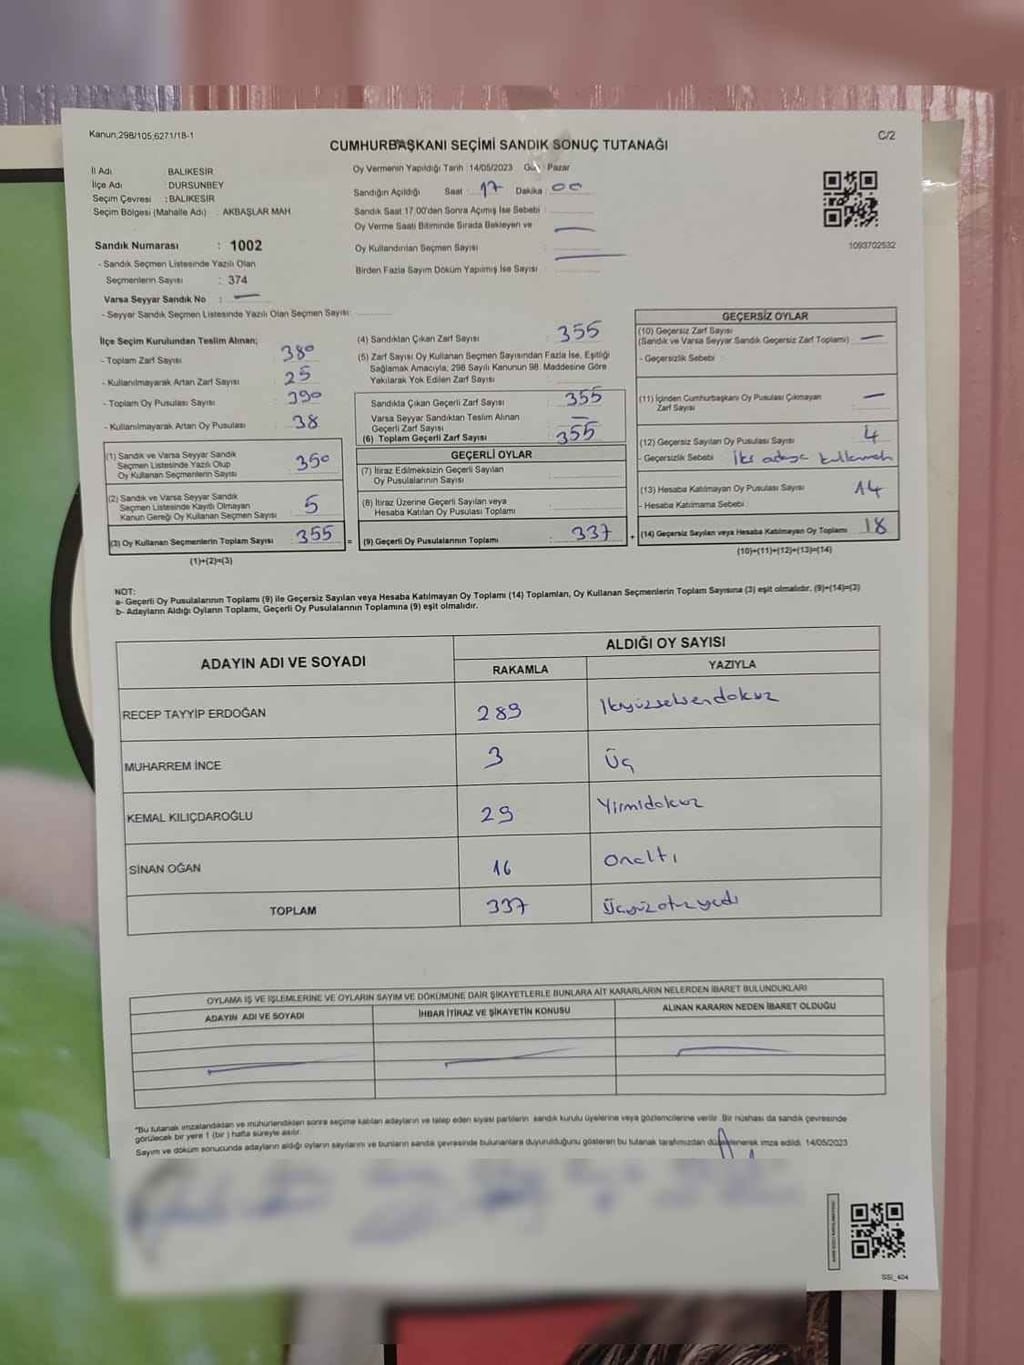 Kanun;298/105;6271/18-1
C/2
CUMHURBAŞKANI SEÇİMİ SANDIK SONUÇ TUTANAĞI
İl Adı BALIKESİR
İlçe Adı DURSUNBEY
Seçim Çevresi : BALIKESİR
Seçim Bölgesi (Mahalle Adı) : AKBAŞLAR MAH
Oy Vermenin Yapıldığı Tarih : 14/05/2023 Gün Pazar
Sandığın Açıldığı Saat : 17 Dakika : 00
Sandık Saat 17:00'den Sonra Açımış İse Sebebi :
Oy Verme Saati Bitiminde Sırada Bekleyen ve
Oy Kullandırılan Seçmen Sayısı :
Birden Fazla Sayım Döküm Yapılmış İse Sayısı
1093702532
Sandık Numarası : 1002
- Sandık Seçmen Listesinde Yazılı Olan
Seçmenlerin Sayısı : 374
Varsa Seyyar Sandık No : —
- Seyyar Sandık Seçmen Listesinde Yazılı Olan Seçmen Sayısı
İlçe Seçim Kurulundan Teslim Alınan;
- Toplam Zarf Sayısı : 380
- Kullanılmayarak Artan Zarf Sayısı : 25
- Toplam Oy Pusulası Sayısı : 390
- Kullanılmayarak Artan Oy Pusulası : 38
(1) Sandık ve Varsa Seyyar Sandık
Seçmen Listesinde Yazılı Olup
Oy Kullanan Seçmenlerin Sayısı : 350
(2) Sandık ve Varsa Seyyar Sandık
Seçmen Listesinde Kayıtlı Olmayan
Kanun Gereği Oy Kullanan Seçmen Sayısı : 5
(3) Oy Kullanan Seçmenlerin Toplam Sayısı : 355
(1)+(2)=(3)
(4) Sandıktan Çıkan Zarf Sayısı : 355
(5) Zarf Sayısı Oy Kullanan Seçmen Sayısından Fazla İse, Eşitliği
Sağlamak Amacıyla, 298 Sayılı Kanunun 98. Maddesine Göre
Yakılarak Yok Edilen Zarf Sayısı :
Sandıkta Çıkan Geçerli Zarf Sayısı : 355
Varsa Seyyar Sandıktan Teslim Alınan
Geçerli Zarf Sayısı : —
(6) Toplam Geçerli Zarf Sayısı : 355
GEÇERLİ OYLAR
(7) İtiraz Edilmeksizin Geçerli Sayılan
Oy Pusulalarının Sayısı :
(8) İtiraz Üzerine Geçerli Sayılan veya
Hesaba Katılan Oy Pusulası Toplamı :
= (9) Geçerli Oy Pusulalarının Toplamı : 337
GEÇERSİZ OYLAR
(10) Geçersiz Zarf Sayısı
(Sandık ve Varsa Seyyar Sandık Geçersiz Zarf Toplamı) : —
- Geçersizlik Sebebi :
(11) İçinden Cumhurbaşkanı Oy Pusulası Çıkmayan
Zarf Sayısı : —
(12) Geçersiz Sayılan Oy Pusulası Sayısı : 4
- Geçersizlik Sebebi : iki adaya kullanmak
(13) Hesaba Katılmayan Oy Pusulası Sayısı : 14
- Hesaba Katılmama Sebebi :
+ (14) Geçersiz Sayılan veya Hesaba Katılmayan Oy Toplamı : 18
(10)+(11)+(12)+(13)=(14)
NOT:
a- Geçerli Oy Pusulalarının Toplamı (9) ile Geçersiz Sayılan veya Hesaba Katılmayan Oy Toplamı (14) Toplamları, Oy Kullanan Seçmenlerin Toplam Sayısına (3) eşit olmalıdır. (9)+(14)=(3)
b- Adayların Aldığı Oyların Toplamı, Geçerli Oy Pusulalarının Toplamına (9) eşit olmalıdır.
ADAYIN ADI VE SOYADI ALDIĞI OY SAYISI
RAKAMLA YAZIYLA
RECEP TAYYİP ERDOĞAN 289 İkiyüzseksendokuz
MUHARREM İNCE 3 Üç
KEMAL KILIÇDAROĞLU 29 Yirmidokuz
SİNAN OĞAN 16 Onaltı
TOPLAM 337 Üçyüzotuzyedi
OYLAMA İŞ VE İŞLEMLERİNE VE OYLARIN SAYIM VE DÖKÜMÜNE DAİR ŞİKAYETLERLE BUNLARA AİT KARARLARIN NELERDEN İBARET BULUNDUKLARI
ADAYIN ADI VE SOYADI İHBAR İTİRAZ VE ŞİKAYETİN KONUSU ALINAN KARARIN NEDEN İBARET OLDUĞU
"Bu tutanak imzalandıktan ve mühürlendikten sonra seçime katılan adayların ve talep eden siyasi partilerin sandık kurulu üyelerine veya gözlemcilerine verilir. Bir nüshası da sandık çevresinde
görülecek bir yere 1 (bir ) hafta süreyle asılır.
Sayım ve döküm sonucunda adayların aldığı oyların sayılarını ve bunların sandık çevresinde bulunanlara duyurulduğunu gösteren bu tutanak tarafımızdan düzenlenerek imza edildi. 14/05/2023
SSİ_404